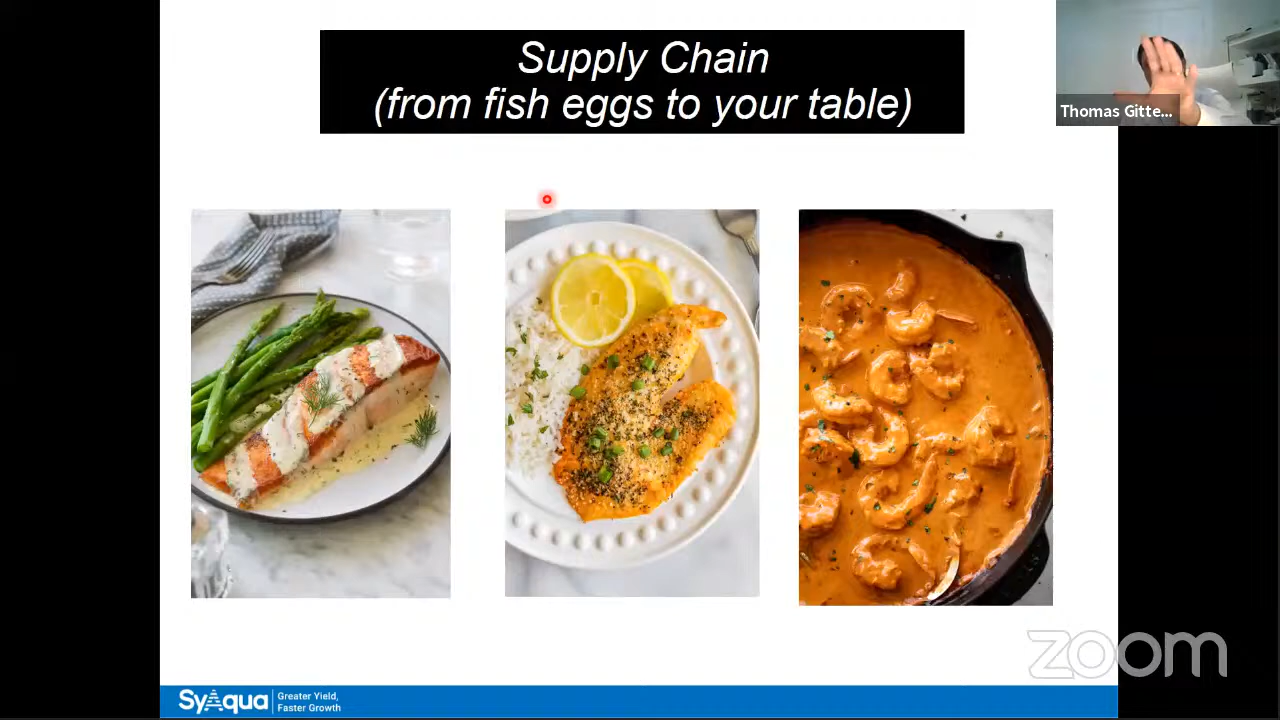 Supply Chain
(from fish eggs to your table)
Thomas Gitte...
zoom
SyAqua
Greater Yield,
Faster Growth